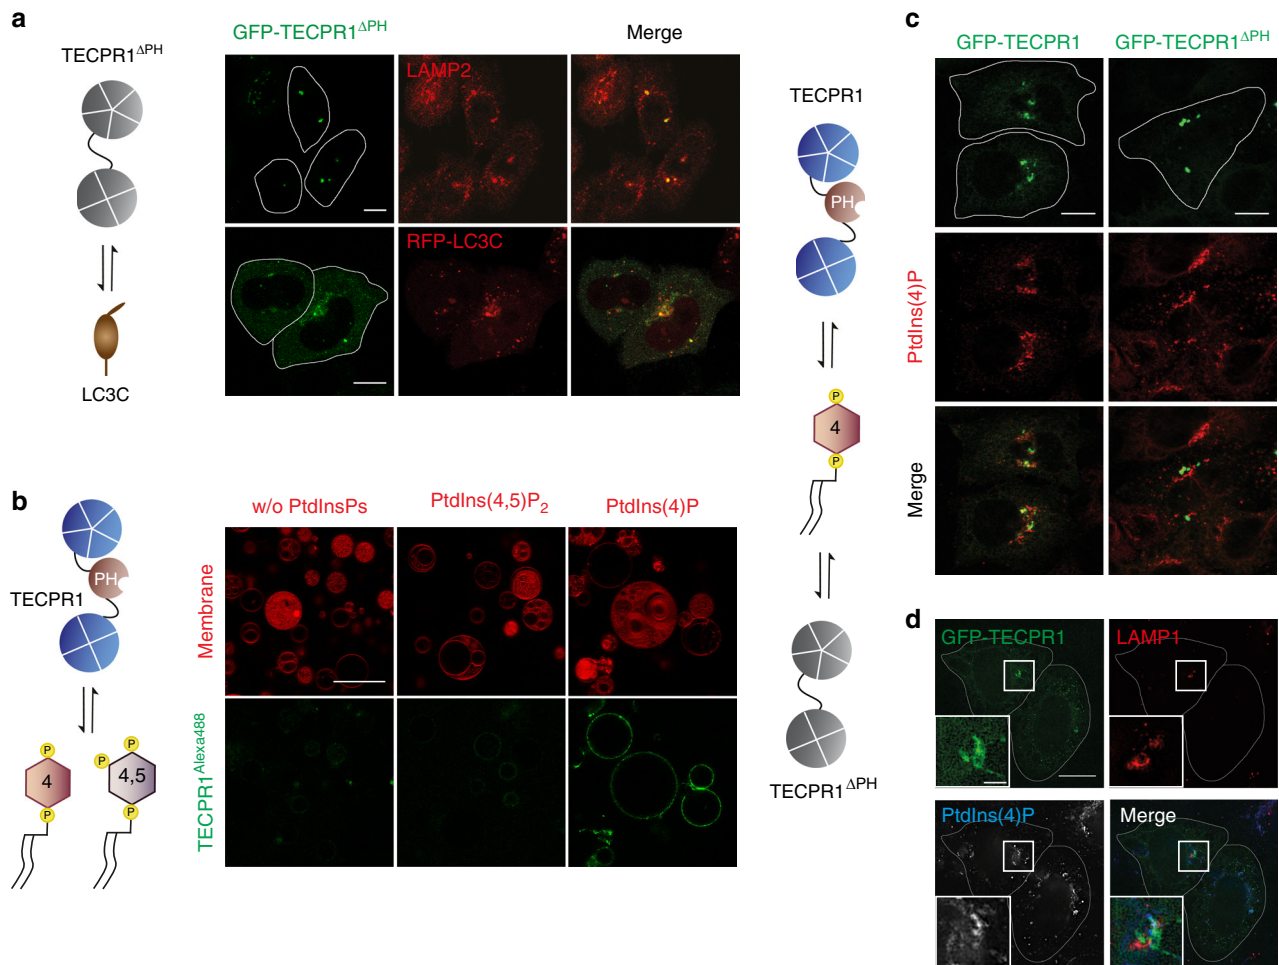 a
TECPR1ΔPH
LC3C
GFP-TECPR1ΔPH
Merge
LAMP2
RFP-LC3C
b
TECPR1
PH
4
P
P
4,5
P
P
P
w/o PtdInsPs
PtdIns(4,5)P2
PtdIns(4)P
Membrane
TECPR1Alexa488
TECPR1
PH
P
4
P
TECPR1ΔPH
c
GFP-TECPR1
GFP-TECPR1ΔPH
PtdIns(4)P
Merge
d
GFP-TECPR1
LAMP1
PtdIns(4)P
Merge